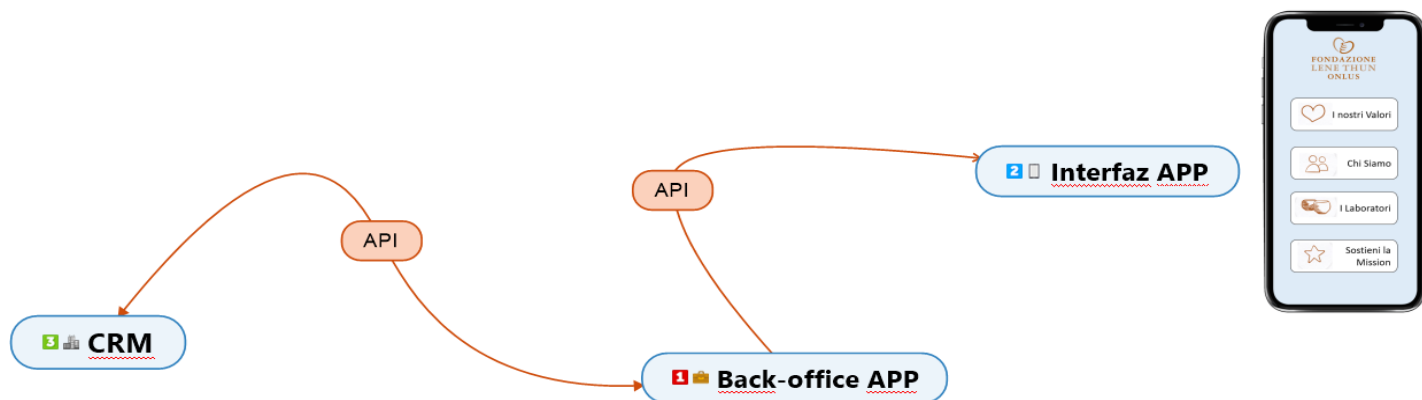 FONDAZIONE
LENE THUN
ONLUS
I nostri Valori
Chi Siamo
I Laboratori
Sostieni la
Mission
2 Interfaz APP
API
API
3 CRM
1 Back-office APP